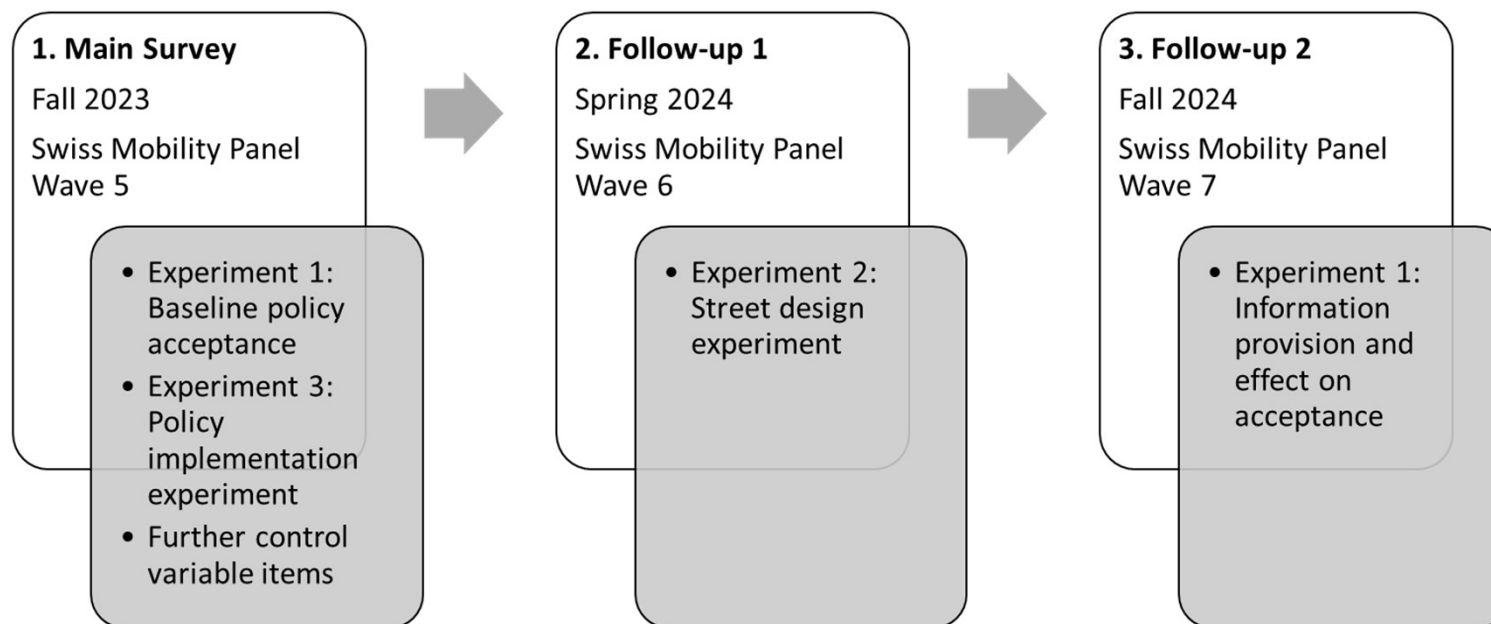 1. Main Survey
Fall 2023
Swiss Mobility Panel
Wave 5
• Experiment 1:
Baseline policy
acceptance
• Experiment 3:
Policy
implementation
experiment
• Further control
variable items
2. Follow-up 1
Spring 2024
Swiss Mobility Panel
Wave 6
• Experiment 2:
Street design
experiment
3. Follow-up 2
Fall 2024
Swiss Mobility Panel
Wave 7
• Experiment 1:
Information
provision and
effect on
acceptance